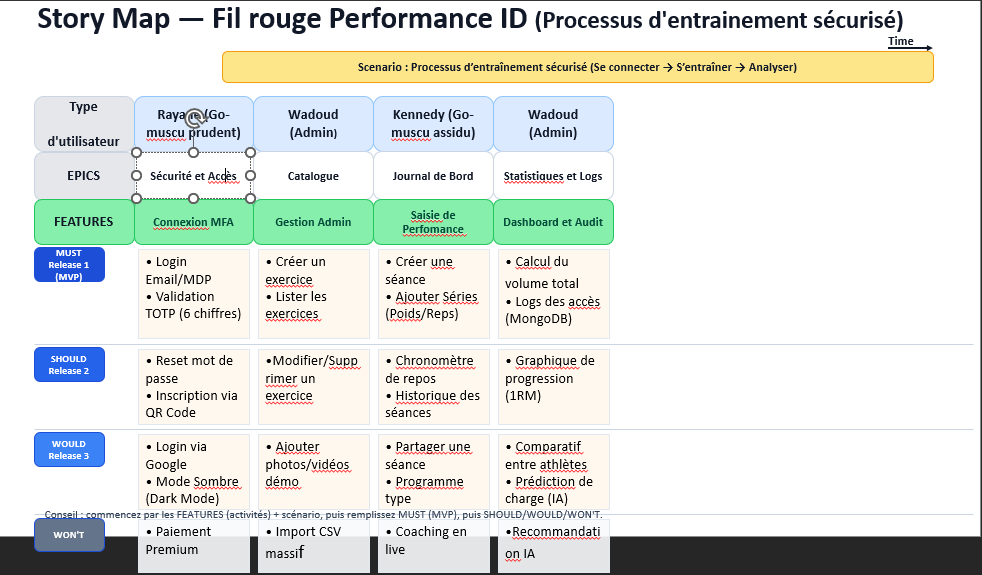 Story Map — Fil rouge Performance ID (Processus d'entrainement sécurisé)
Time
Scenario : Processus d'entraînement sécurisé (Se connecter → S'entraîner → Analyser)
Type
d'utilisateur
(Go-
muscu prudent)
Wadoud
(Admin)
Kennedy (Go-
muscu assidu)
Wadoud
(Admin)
EPICS
Sécurité et Accès
Catalogue
Journal de Bord
Statistiques et Logs
FEATURES
Connexion MFA
Gestion Admin
Saisie de
Perfomance
Dashboard et Audit
MUST
Release 1
(MVP)
• Login
Email/MDP
• Validation
TOTP (6 chiffres)
• Créer un
exercice
• Lister les
exercices
• Créer une
séance
• Ajouter Séries
(Poids/Reps)
• Calcul du
volume total
• Logs des accès
(MongoDB)
SHOULD
Release 2
• Reset mot de
passe
• Inscription via
QR Code
•Modifier/Supp
rimer un
exercice
• Chronomètre
de repos
• Historique des
séances
• Graphique de
progression
(1RM)
WOULD
Release 3
• Login via
Google
• Mode Sombre
(Dark Mode)
• Ajouter
photos/vidéos
démo
• Partager une
séance
• Programme
type
• Comparatif
entre athlètes
• Prédiction de
charge (IA)
Conseil : commencez par les FEATURES (activités) + scénario, puis remplissez MUST (MVP), puis SHOULD/WOULD/WON'T.
WON'T
• Paiement
Premium
• Import CSV
massif
• Coaching en
live
•Recommandati
on IA